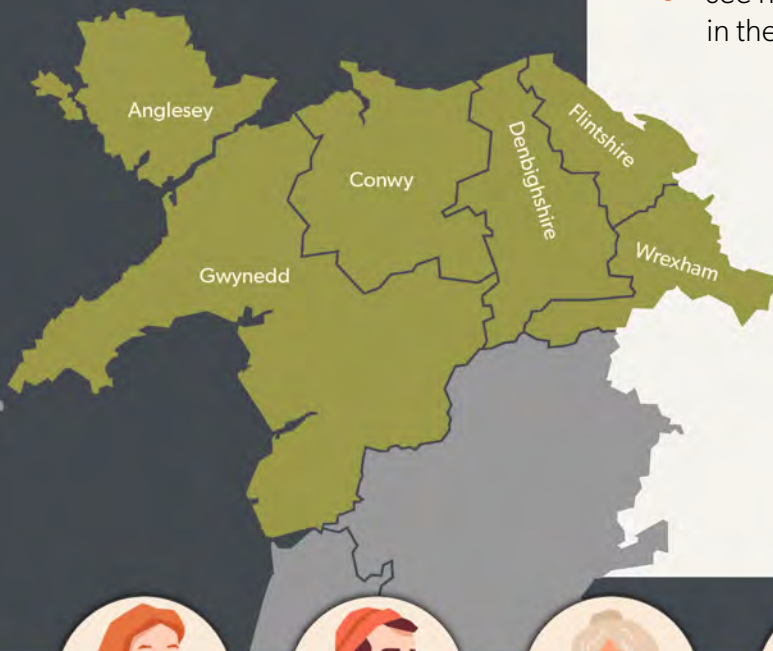 in the
Anglesey
Flintshire
Denbighshire
Conwy
Wrexham
Gwynedd